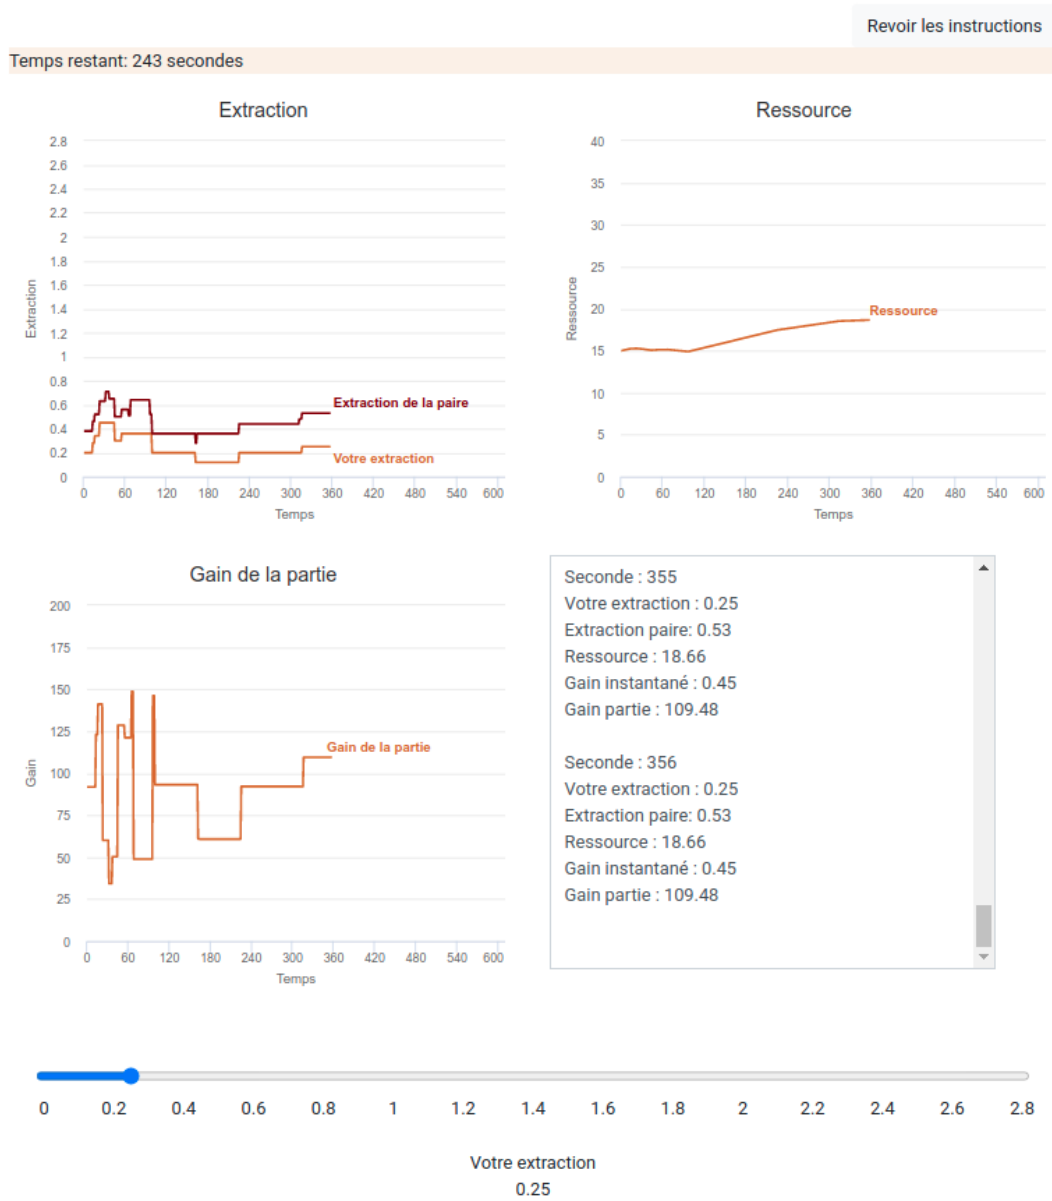 Revoir les instructions
Temps restant: 243 secondes
Extraction
2.8
2.6
2.4
2.2
2
1.8
1.6
1.4
1.2
1
0.8
0.6
0.4
0.2
0
Extraction
Extraction de la paire
Votre extraction
0 60 120 180 240 300 360 420 480 540 600
Temps
Ressource
40
35
30
25
20
15
10
5
0
Ressource
Ressource
0 60 120 180 240 300 360 420 480 540 600
Temps
Gain de la partie
200
175
150
125
100
75
50
25
0
Gain
Gain de la partie
0 60 120 180 240 300 360 420 480 540 600
Temps
Seconde : 355
Votre extraction : 0.25
Extraction paire: 0.53
Ressource : 18.66
Gain instantané : 0.45
Gain partie : 109.48
Seconde : 356
Votre extraction : 0.25
Extraction paire: 0.53
Ressource : 18.66
Gain instantané : 0.45
Gain partie : 109.48
0 0.2 0.4 0.6 0.8 1 1.2 1.4 1.6 1.8 2 2.2 2.4 2.6 2.8
Votre extraction
0.25